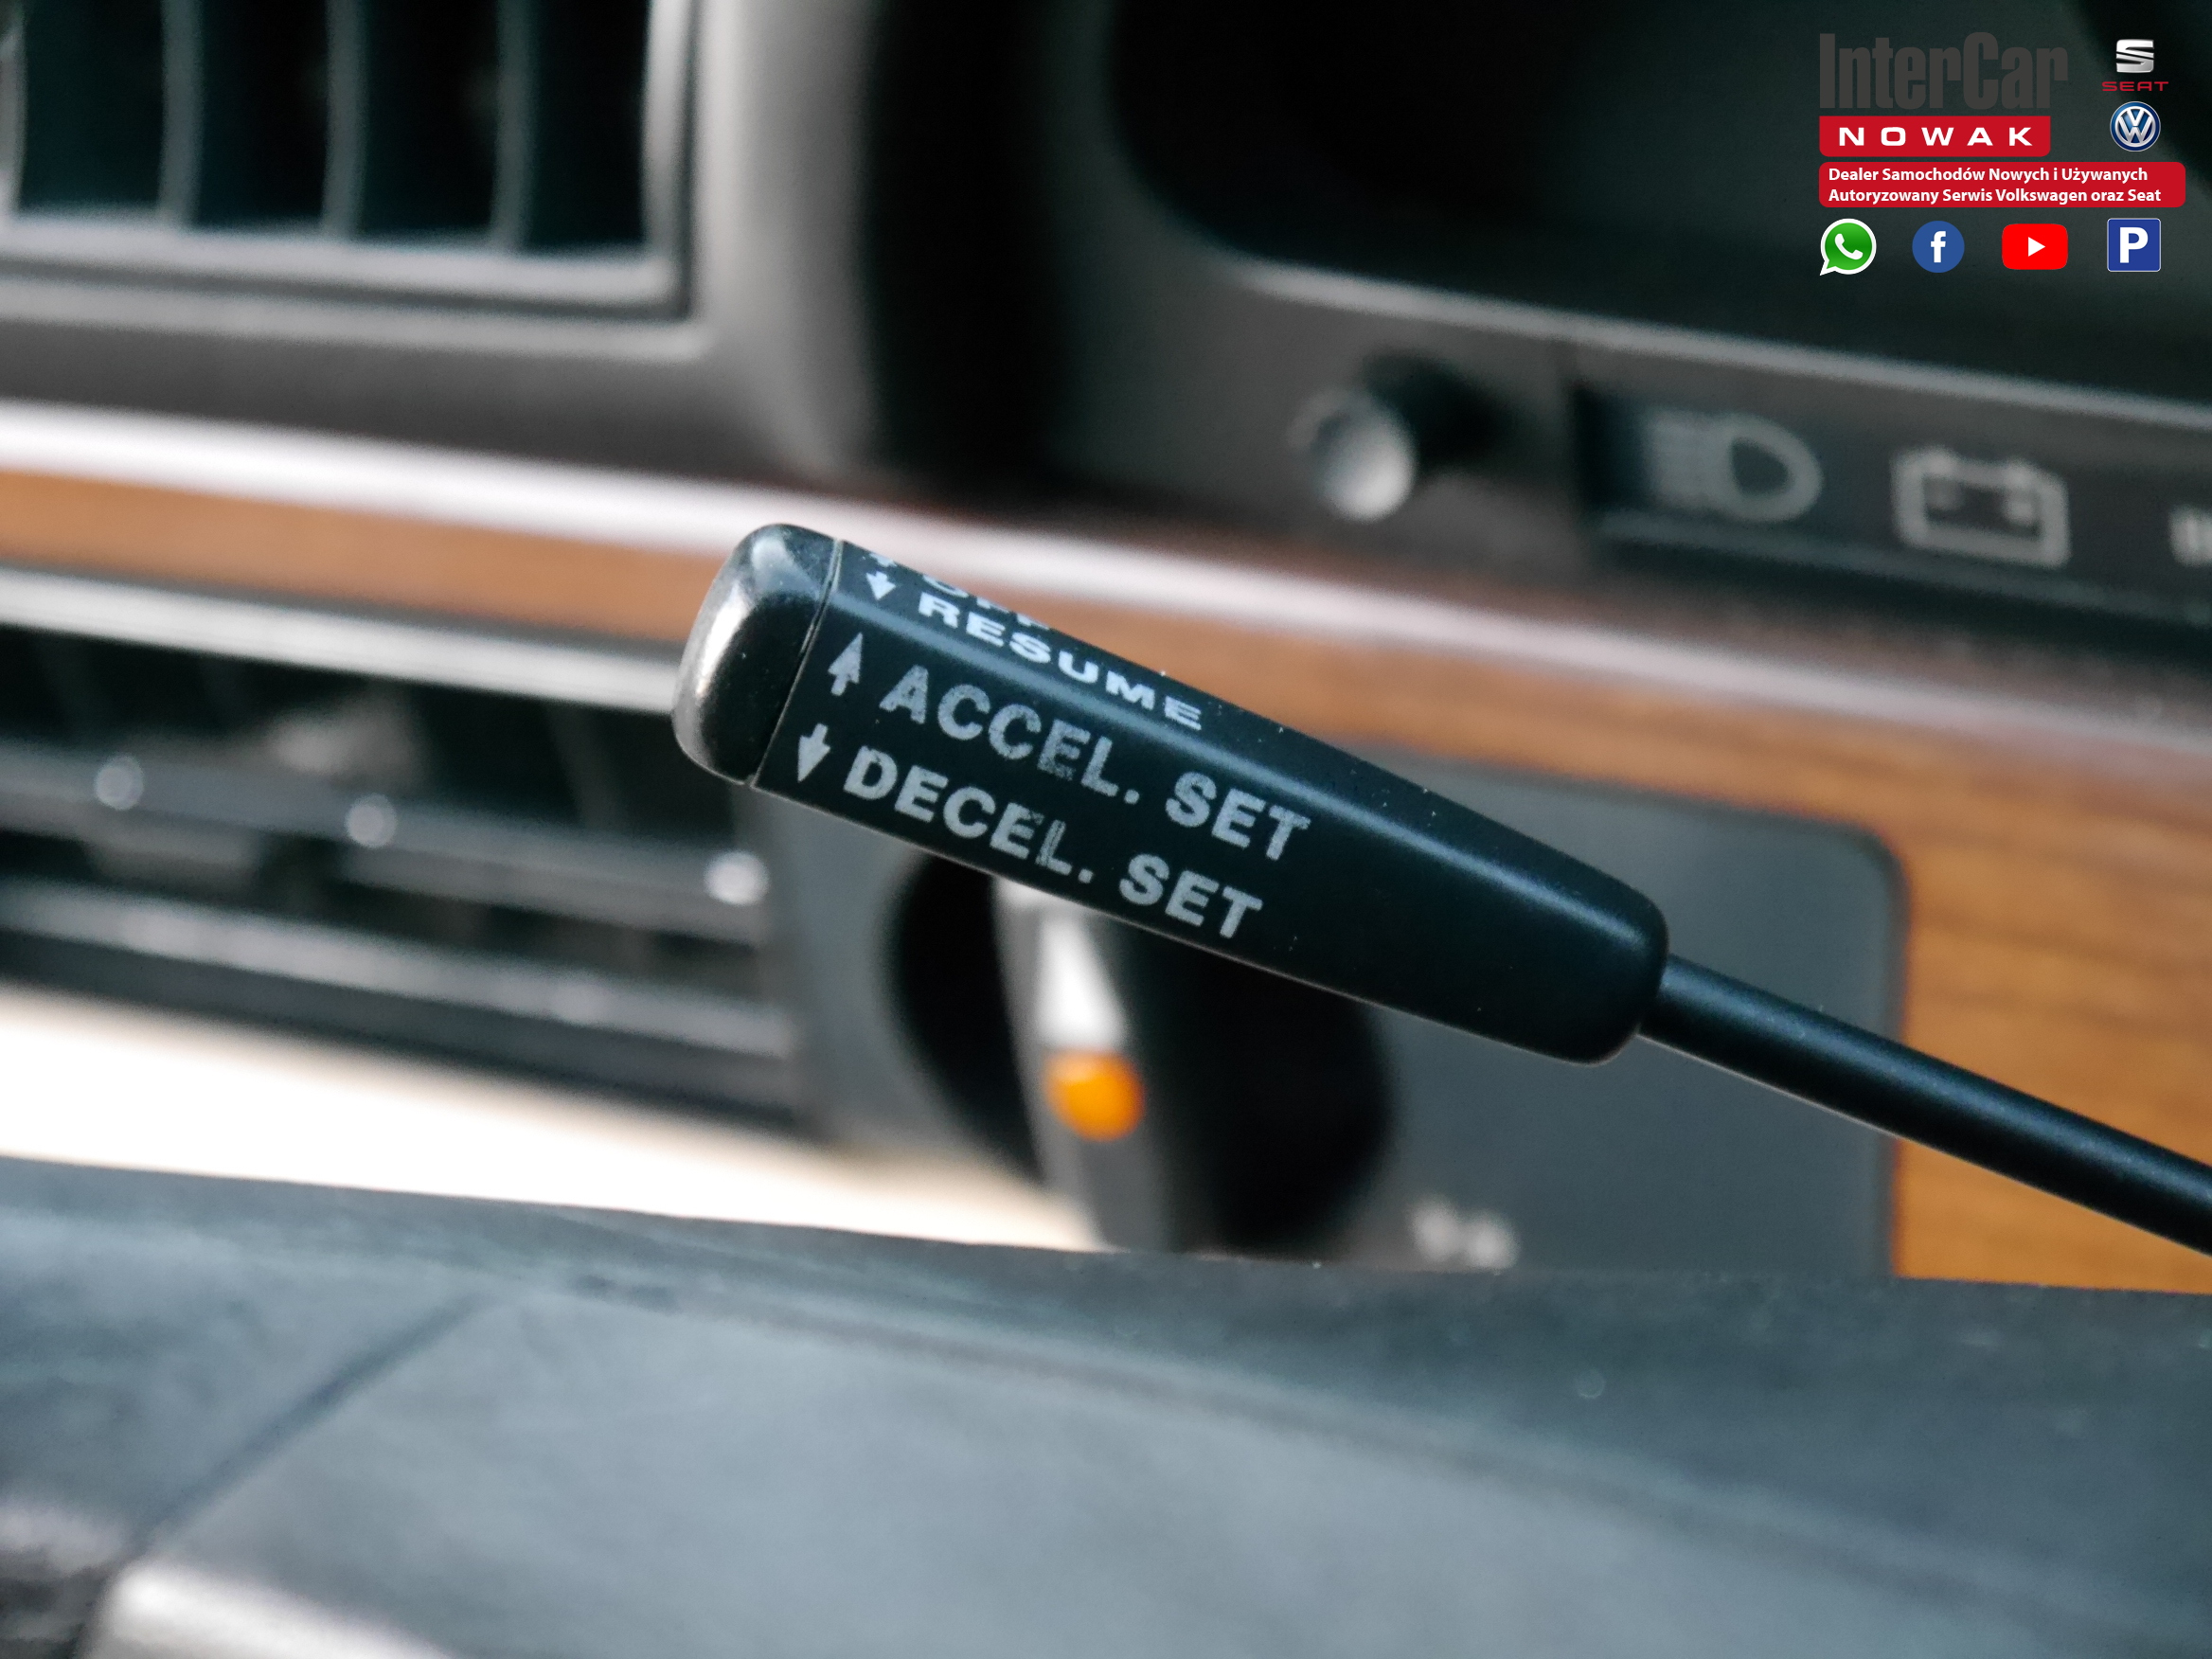 InterCar
SEAT
NOWAK
Dealer Samochodów Nowych i Używanych
Autoryzowany Serwis Volkswagen oraz Seat
P
RESUME
ACCEL. SET
DECEL. SET